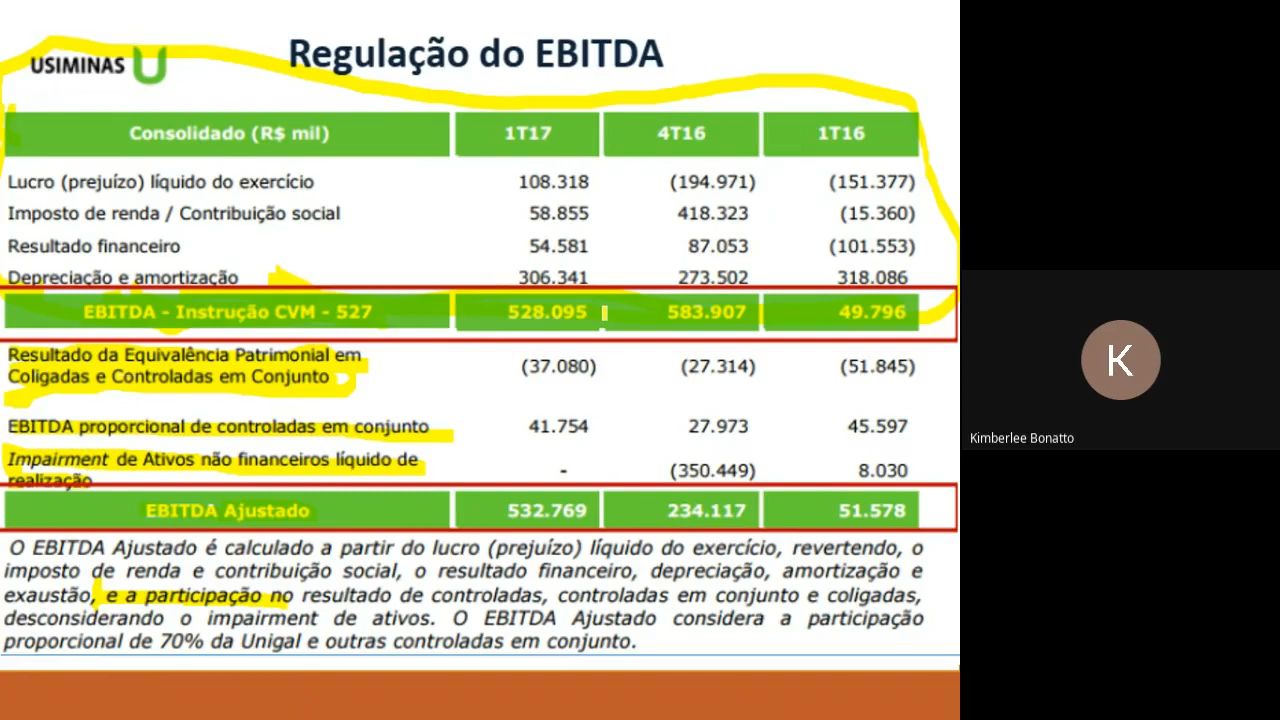 USIMINAS
Regulação do EBITDA
Consolidado (R$ mil) 1T17 4T16 1T16
Lucro (prejuízo) líquido do exercício 108.318 (194.971) (151.377)
Imposto de renda / Contribuição social 58.855 418.323 (15.360)
Resultado financeiro 54.581 87.053 (101.553)
Depreciação e amortização 306.341 273.502 318.086
EBITDA - Instrução CVM - 527 528.095 583.907 49.796
Resultado da Equivalência Patrimonial em
Coligadas e Controladas em Conjunto (37.080) (27.314) (51.845)
EBITDA proporcional de controladas em conjunto 41.754 27.973 45.597
Impairment de Ativos não financeiros líquido de
realização - (350.449) 8.030
EBITDA Ajustado 532.769 234.117 51.578
O EBITDA Ajustado é calculado a partir do lucro (prejuízo) líquido do exercício, revertendo, o
imposto de renda e contribuição social, o resultado financeiro, depreciação, amortização e
exaustão, e a participação no resultado de controladas, controladas em conjunto e coligadas,
desconsiderando o impairment de ativos. O EBITDA Ajustado considera a participação
proporcional de 70% da Unigal e outras controladas em conjunto.
K
Kimberlee Bonatto